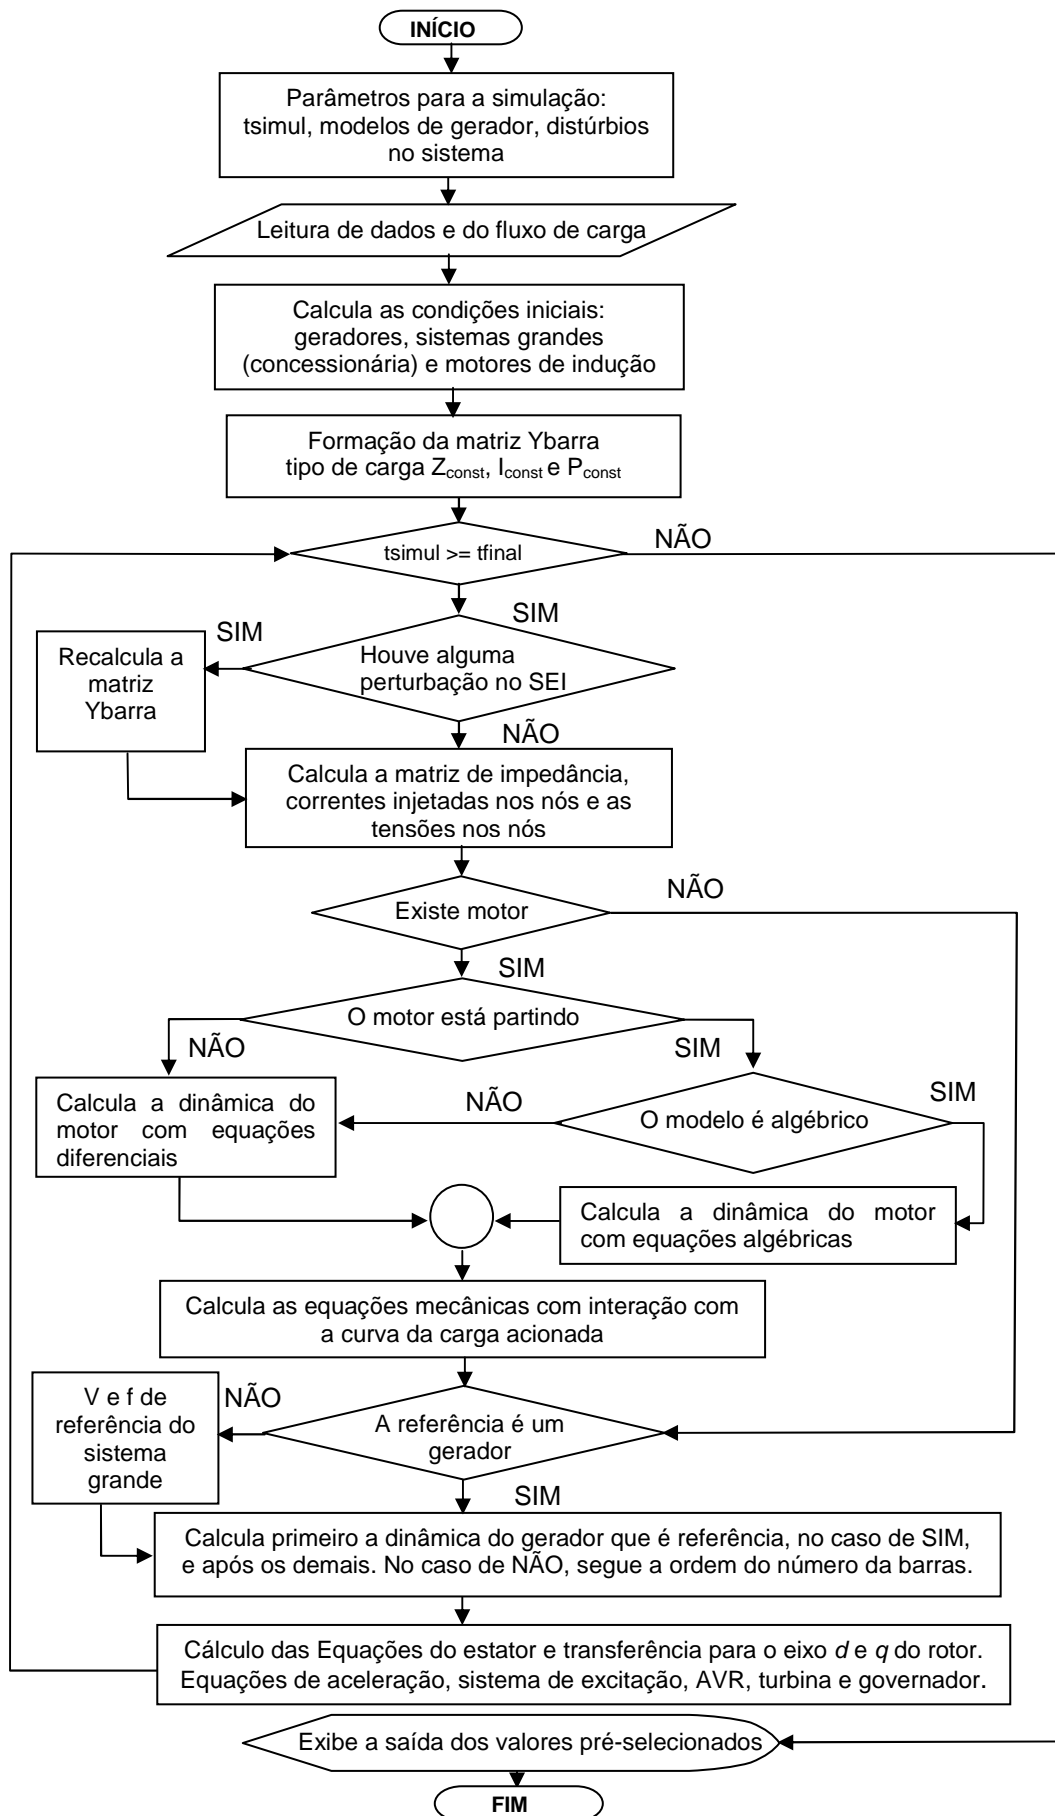 INÍCIO
Parâmetros para a simulação:
tsimul, modelos de gerador, distúrbios
no sistema
Leitura de dados e do fluxo de carga
Calcula as condições iniciais:
geradores, sistemas grandes
(concessionária) e motores de indução
Formação da matriz Ybarra
tipo de carga Zconst, Iconst e Pconst
tsimul >= tfinal
NÃO
SIM
Houve alguma
perturbação no SEI
SIM
Recalcula a
matriz
Ybarra
NÃO
Calcula a matriz de impedância,
correntes injetadas nos nós e as
tensões nos nós
Existe motor
NÃO
SIM
O motor está partindo
NÃO
SIM
O modelo é algébrico
NÃO
SIM
Calcula a dinâmica do
motor com equações
diferenciais
Calcula a dinâmica do motor
com equações algébricas
Calcula as equações mecânicas com interação com
a curva da carga acionada
A referência é um
gerador
NÃO
V e f de
referência do
sistema
grande
SIM
Calcula primeiro a dinâmica do gerador que é referência, no caso de SIM,
e após os demais. No caso de NÃO, segue a ordem do número da barras.
Cálculo das Equações do estator e transferência para o eixo d e q do rotor.
Equações de aceleração, sistema de excitação, AVR, turbina e governador.
Exibe a saída dos valores pré-selecionados
FIM